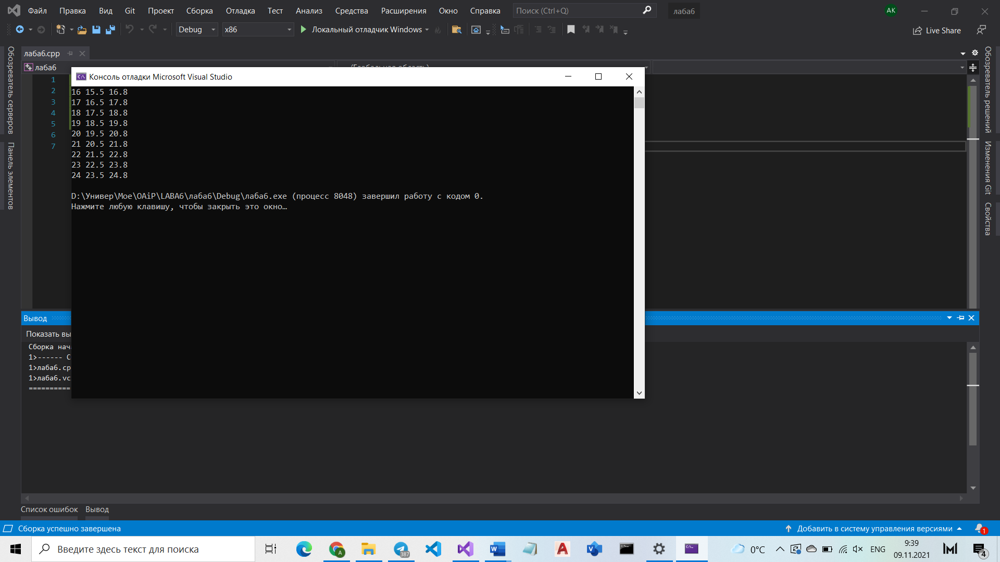 Файл Правка Вид Git Проект Сборка Отладка Тест Анализ Средства Расширения Окно Справка Поиск (Ctrl+Q) лаба6 AK
Debug x86 Локальный отладчик Windows Live Share
Обозреватель серверов
Панель элементов
лаба6.cpp
лаба6
(Глобальная область)
1
2
3
4
5
6
7
Консоль отладки Microsoft Visual Studio
16 15.5 16.8
17 16.5 17.8
18 17.5 18.8
19 18.5 19.8
20 19.5 20.8
21 20.5 21.8
22 21.5 22.8
23 22.5 23.8
24 23.5 24.8
D:\Универ\Мое\OAiP\LABA6\лаба6\Debug\лаба6.exe (процесс 8048) завершил работу с кодом 0.
Нажмите любую клавишу, чтобы закрыть это окно…
Обозреватель решений
Изменения Git
Свойства
Вывод
Показать вы
Сборка нач
1>------ С
1>лаба6.cp
1>лаба6.vc
==========
Список ошибок Вывод
Сборка успешно завершена Добавить в систему управления версиями 1
Введите здесь текст для поиска 387 0°C ENG 9:39
09.11.2021 4